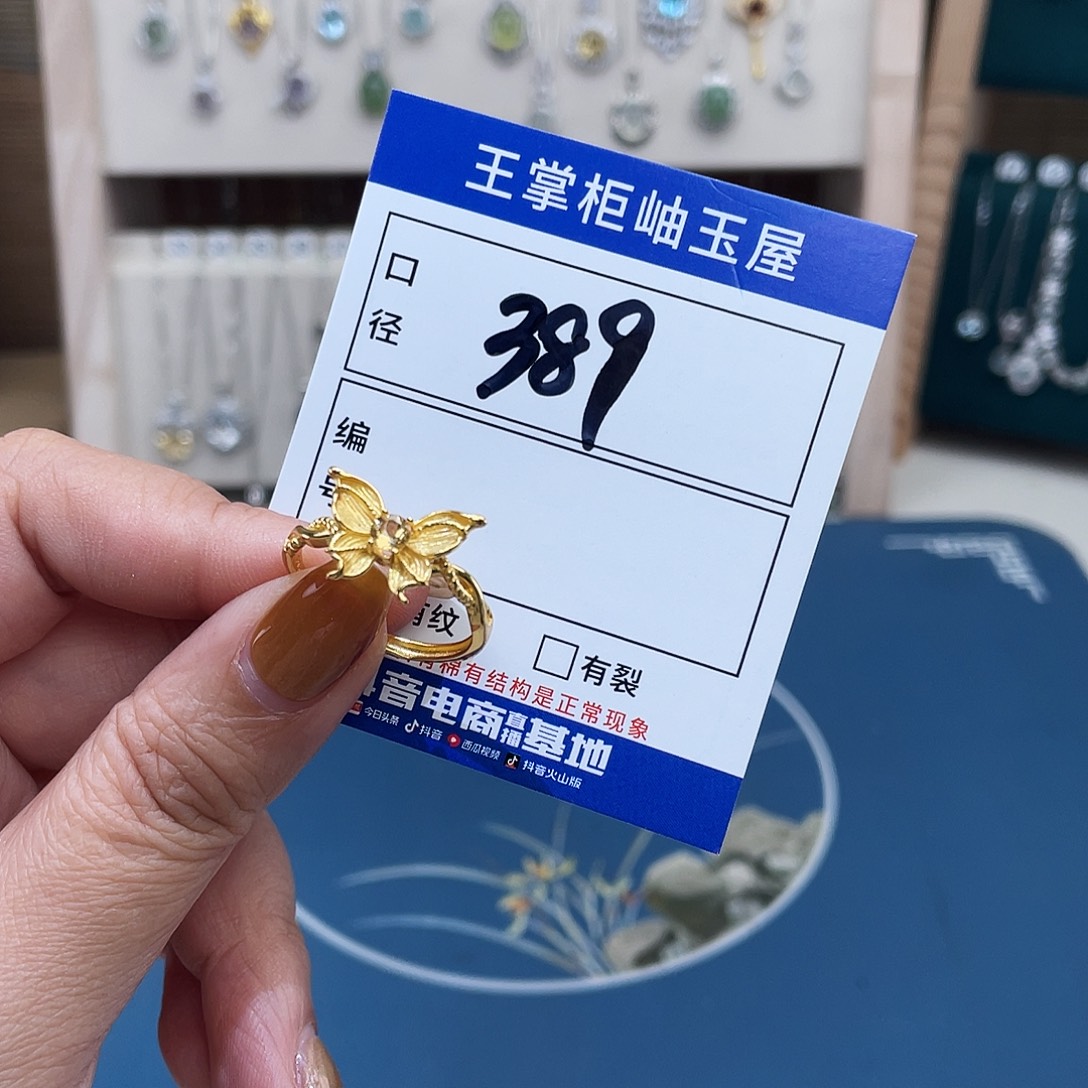 王掌柜岫玉屋
口径
389
编号
有纹
有裂
有棉有结构是正常现象
抖音电商直播基地
今日头条 抖音 西瓜视频 抖音火山版